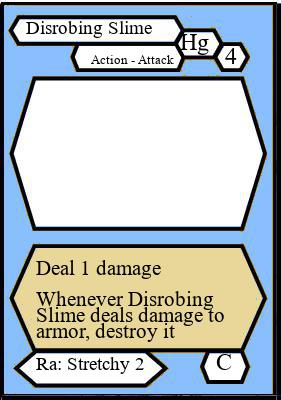 Disrobing Slime
Hg
Action - Attack
4
Deal 1 damage
Whenever Disrobing
Slime deals damage to
armor, destroy it
Ra: Stretchy 2
C